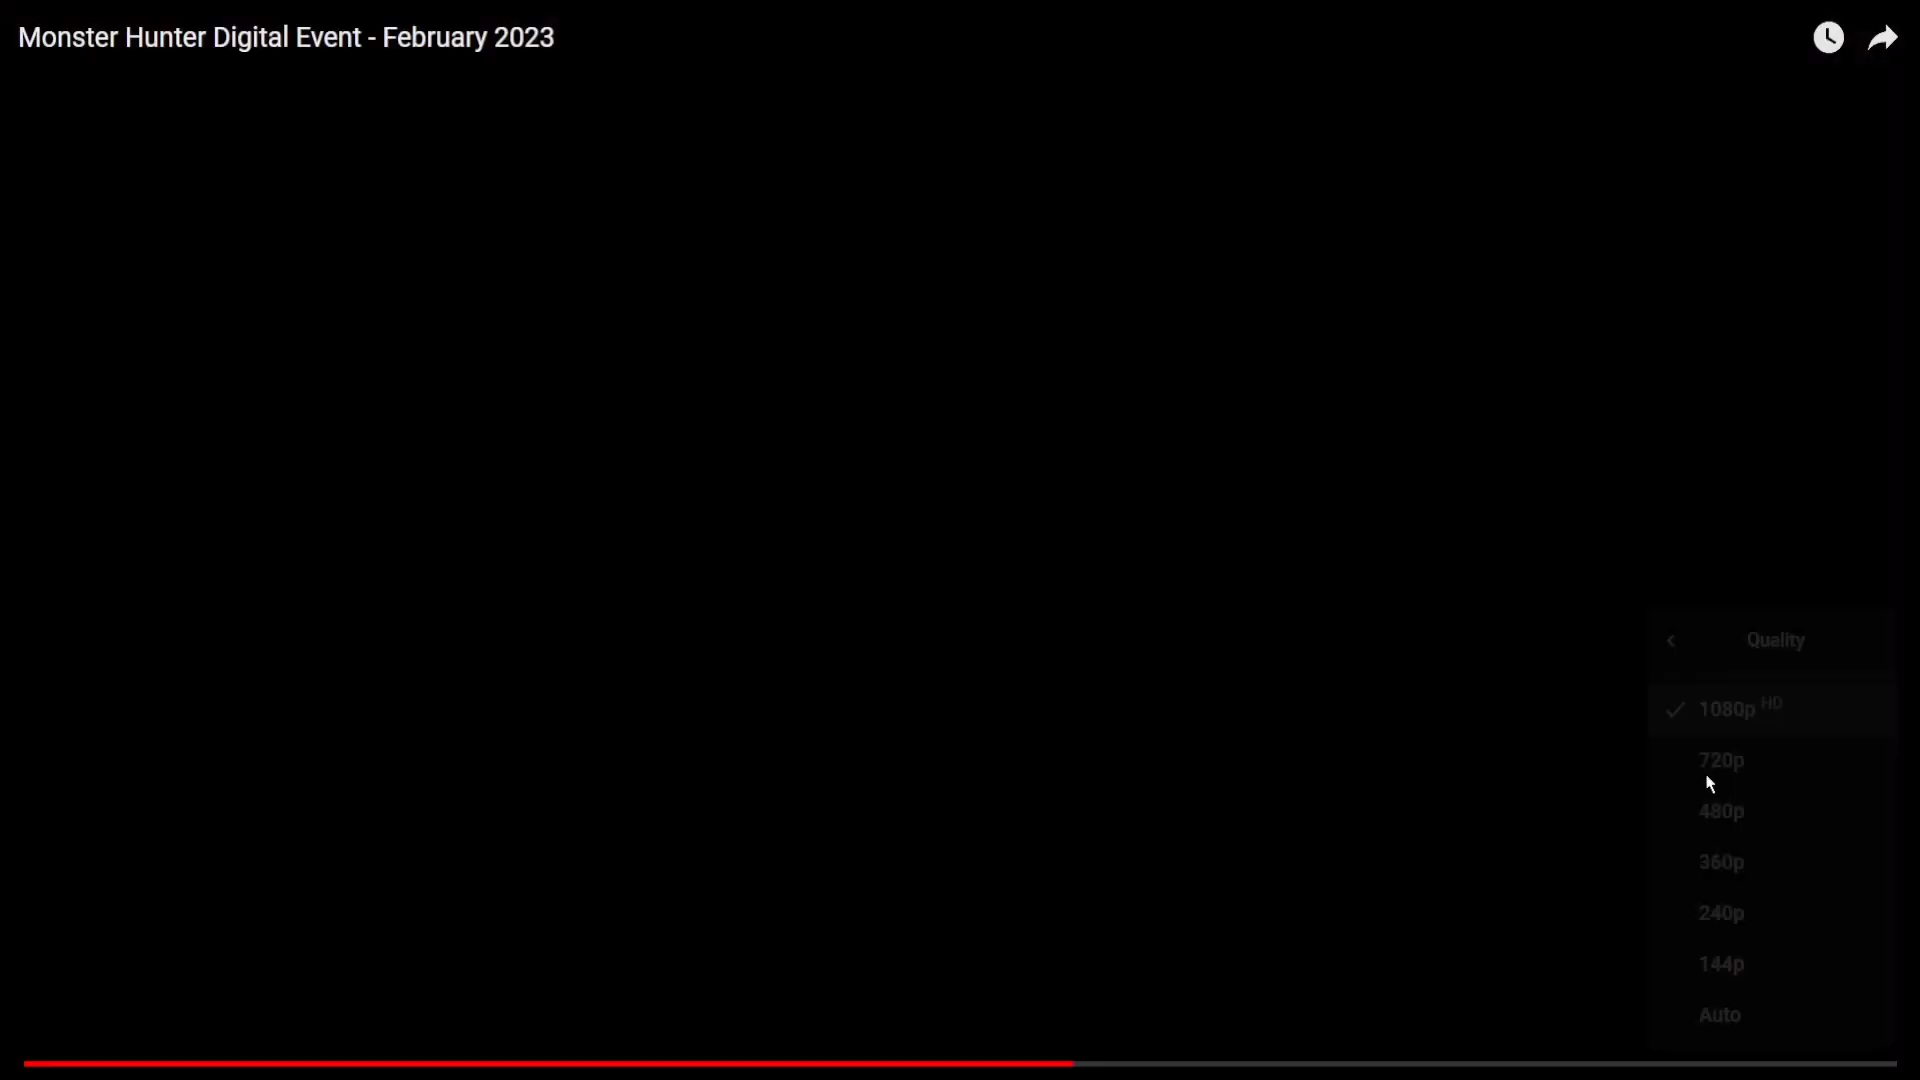 Monster Hunter Digital Event - February 2023
Quality
1080p HD
720p
480p
360p
240p
144p
Auto